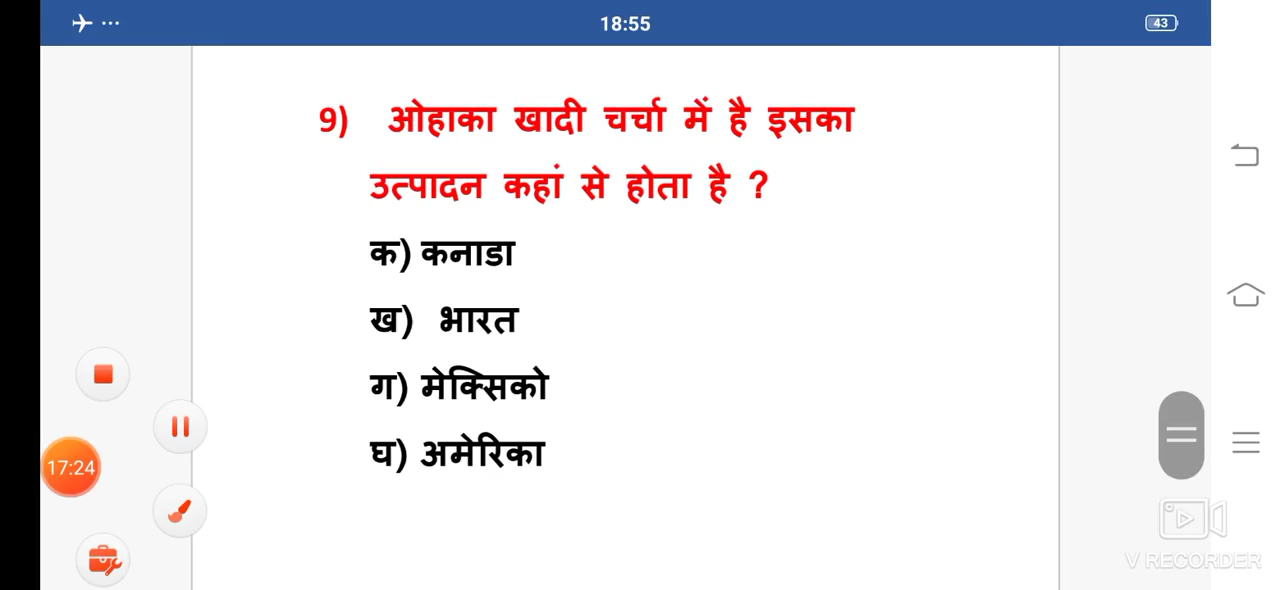 18:55
43
9) ओहाका खादी चर्चा में है इसका
उत्पादन कहां से होता है ?
क) कनाडा
ख) भारत
ग) मेक्सिको
घ) अमेरिका
17:24
V RECORDER